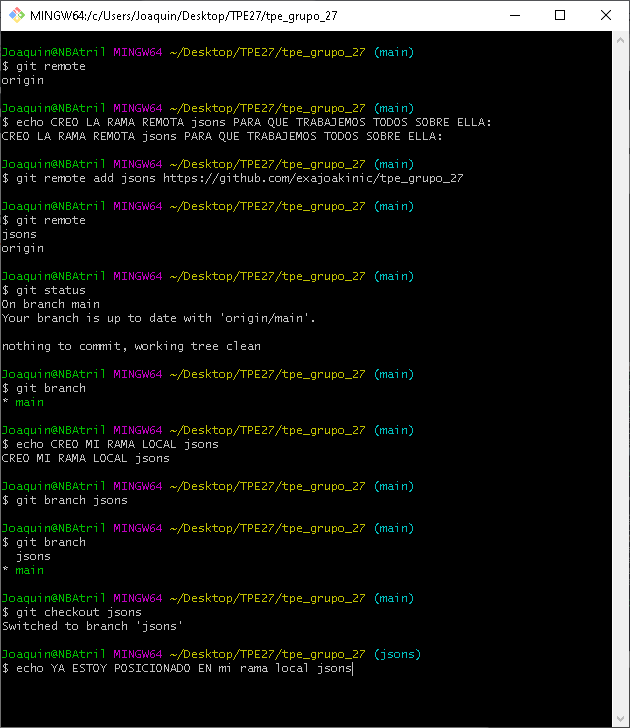 MINGW64:/c/Users/Joaquin/Desktop/TPE27/tpe_grupo_27
Joaquin@NBAtril MINGW64 ~/Desktop/TPE27/tpe_grupo_27 (main)
$ git remote
origin
Joaquin@NBAtril MINGW64 ~/Desktop/TPE27/tpe_grupo_27 (main)
$ echo CREO LA RAMA REMOTA jsons PARA QUE TRABAJEMOS TODOS SOBRE ELLA:
CREO LA RAMA REMOTA jsons PARA QUE TRABAJEMOS TODOS SOBRE ELLA:
Joaquin@NBAtril MINGW64 ~/Desktop/TPE27/tpe_grupo_27 (main)
$ git remote add jsons https://github.com/exajoakinic/tpe_grupo_27
Joaquin@NBAtril MINGW64 ~/Desktop/TPE27/tpe_grupo_27 (main)
$ git remote
jsons
origin
Joaquin@NBAtril MINGW64 ~/Desktop/TPE27/tpe_grupo_27 (main)
$ git status
On branch main
Your branch is up to date with 'origin/main'.
nothing to commit, working tree clean
Joaquin@NBAtril MINGW64 ~/Desktop/TPE27/tpe_grupo_27 (main)
$ git branch
* main
Joaquin@NBAtril MINGW64 ~/Desktop/TPE27/tpe_grupo_27 (main)
$ echo CREO MI RAMA LOCAL jsons
CREO MI RAMA LOCAL jsons
Joaquin@NBAtril MINGW64 ~/Desktop/TPE27/tpe_grupo_27 (main)
$ git branch jsons
Joaquin@NBAtril MINGW64 ~/Desktop/TPE27/tpe_grupo_27 (main)
$ git branch
jsons
* main
Joaquin@NBAtril MINGW64 ~/Desktop/TPE27/tpe_grupo_27 (main)
$ git checkout jsons
Switched to branch 'jsons'
Joaquin@NBAtril MINGW64 ~/Desktop/TPE27/tpe_grupo_27 (jsons)
$ echo YA ESTOY POSICIONADO EN mi rama local jsons